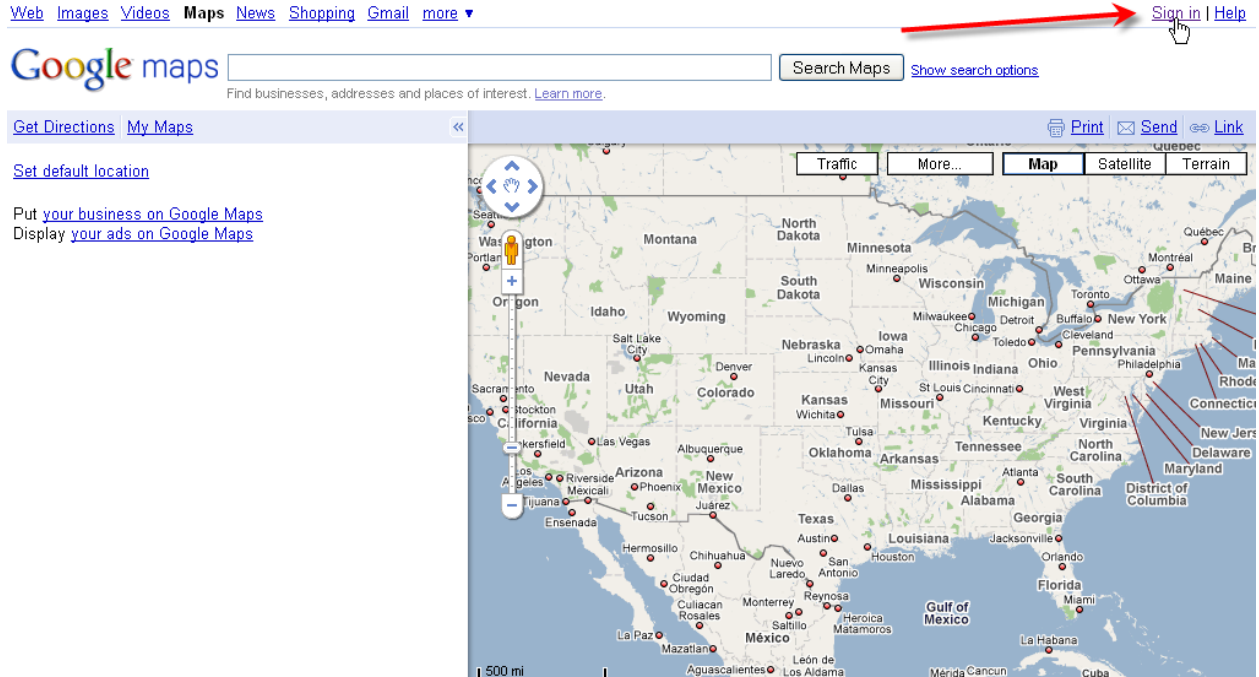 Web Images Videos Maps News Shopping Gmail more ▼ Sign in | Help
Google maps Search Maps Show search options
Find businesses, addresses and places of interest. Learn more.
Get Directions My Maps « Print Send Link
Set default location
Put your business on Google Maps
Display your ads on Google Maps
Traffic More... Map Satellite Terrain
Québec
North Dakota
Montana
Minnesota
Québec
Montréal
Ottawa
Maine
Minneapolis
South Dakota
Wisconsin
Michigan
Toronto
Idaho
Wyoming
Milwaukee
Detroit
Buffalo
New York
Chicago
Salt Lake City
Nebraska
Iowa
Omaha
Lincoln
Toledo
Cleveland
Pennsylvania
Philadelphia
Denver
Illinois
Indiana
Ohio
Nevada
Utah
Colorado
Kansas City
St Louis
Cincinnati
West Virginia
Rhode
Stockton
Kansas
Missouri
Wichita
Kentucky
Virginia
Connecticu
California
Las Vegas
Albuquerque
Tulsa
Oklahoma
Arkansas
Tennessee
North Carolina
New Jers
Delaware
Maryland
Riverside
Arizona
Phoenix
New Mexico
Mexicali
Tijuana
Dallas
Mississippi
Alabama
Atlanta
South Carolina
District of Columbia
Ensenada
Tucson
Juárez
Texas
Georgia
Austin
Louisiana
Jacksonville
Hermosillo
Chihuahua
Nuevo Laredo
San Antonio
Houston
Orlando
Ciudad Obregón
Florida
Miami
Culiacan Rosales
Monterrey
Reynosa
Heroica Matamoros
Gulf of Mexico
Saltillo
La Paz
México
Mazatlan
La Habana
500 mi
Aguascalientes
León de Los Aldama
Mérida
Cancun
Cuba